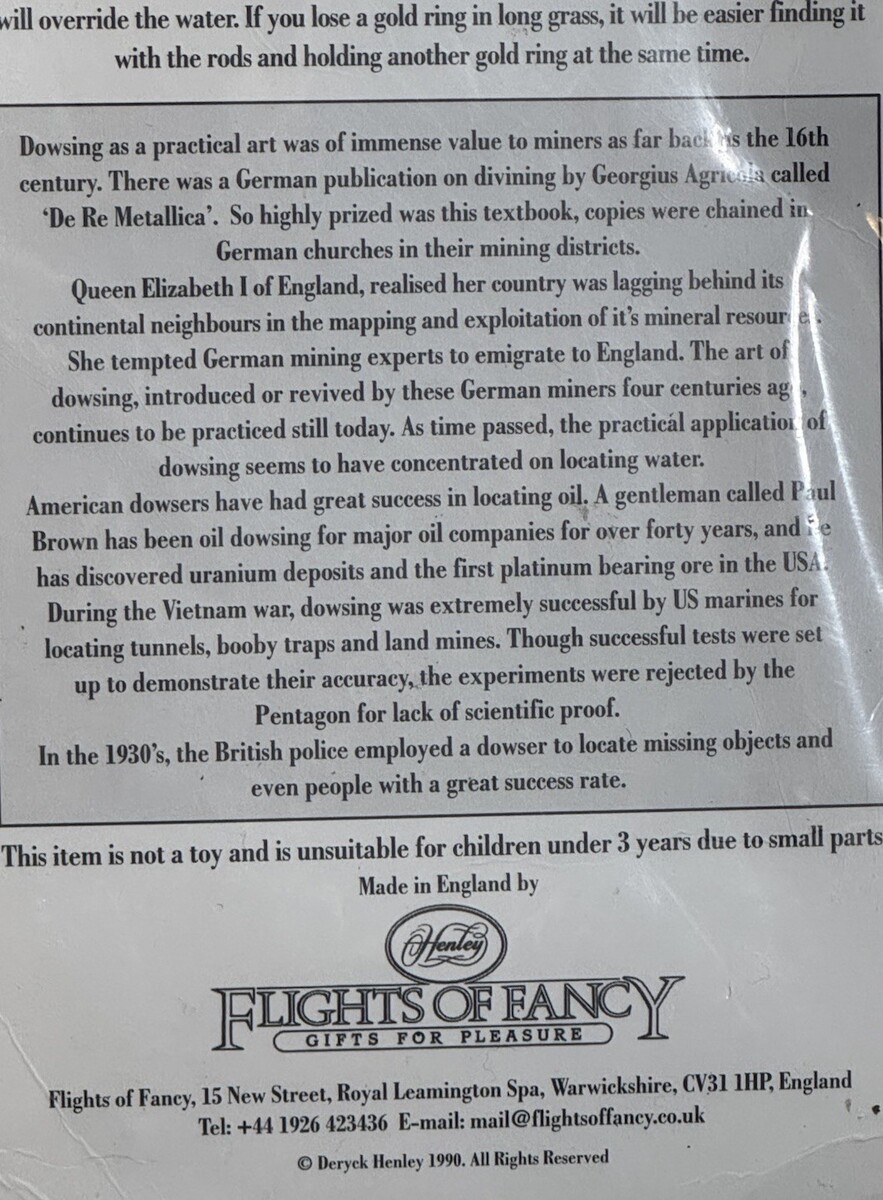 will override the water. If you lose a gold ring in long grass, it will be easier finding it
with the rods and holding another gold ring at the same time.
Dowsing as a practical art was of immense value to miners as far back as the 16th
century. There was a German publication on divining by Georgius Agricola called
‘De Re Metallica’. So highly prized was this textbook, copies were chained in
German churches in their mining districts.
Queen Elizabeth I of England, realised her country was lagging behind its
continental neighbours in the mapping and exploitation of it’s mineral resources.
She tempted German mining experts to emigrate to England. The art of
dowsing, introduced or revived by these German miners four centuries ago,
continues to be practiced still today. As time passed, the practical application of
dowsing seems to have concentrated on locating water.
American dowsers have had great success in locating oil. A gentleman called Paul
Brown has been oil dowsing for major oil companies for over forty years, and he
has discovered uranium deposits and the first platinum bearing ore in the USA.
During the Vietnam war, dowsing was extremely successful by US marines for
locating tunnels, booby traps and land mines. Though successful tests were set
up to demonstrate their accuracy, the experiments were rejected by the
Pentagon for lack of scientific proof.
In the 1930’s, the British police employed a dowser to locate missing objects and
even people with a great success rate.
This item is not a toy and is unsuitable for children under 3 years due to small parts
Made in England by
Henley
FLIGHTS OF FANCY
GIFTS FOR PLEASURE
Flights of Fancy, 15 New Street, Royal Leamington Spa, Warwickshire, CV31 1HP, England
Tel: +44 1926 423436 E-mail: mail@flightsoffancy.co.uk
© Deryck Henley 1990. All Rights Reserved